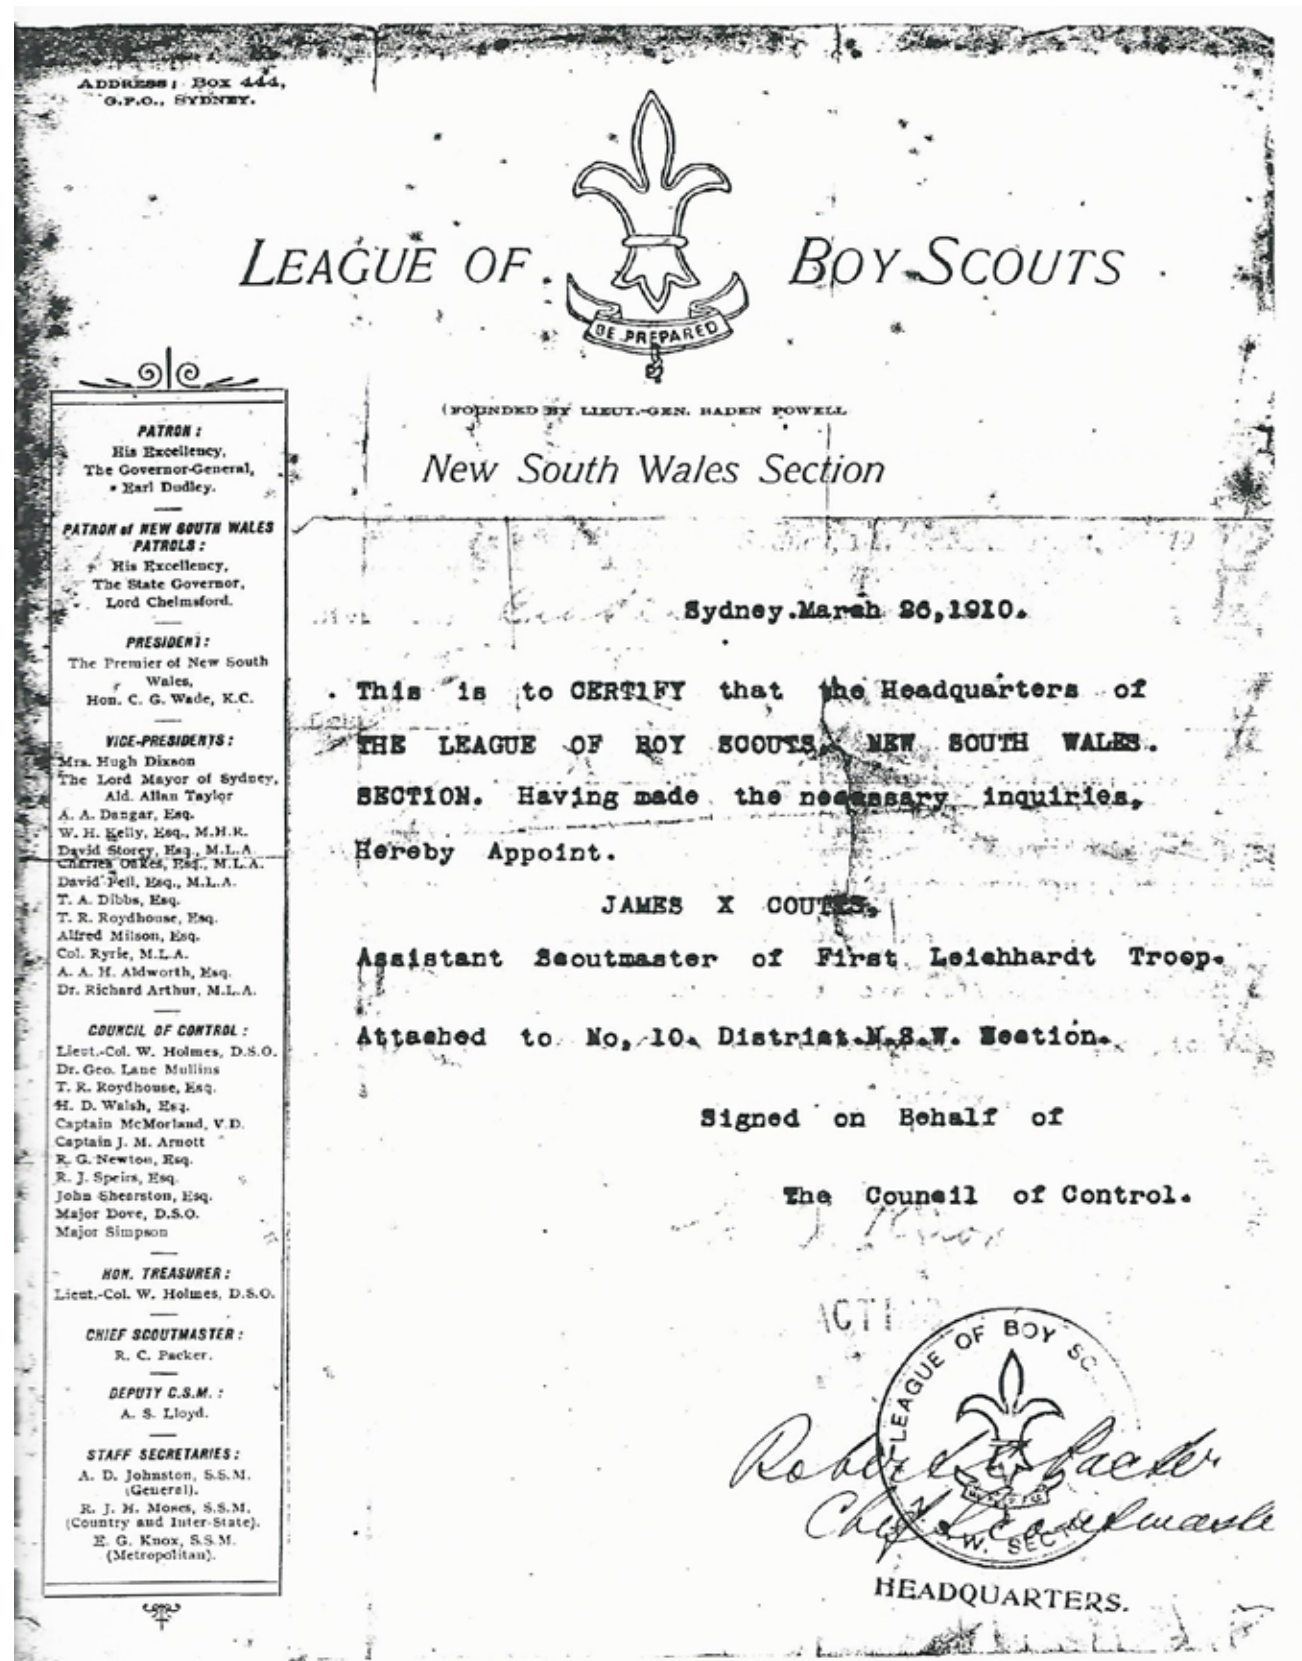 ADDRESS: BOX 444,
G.P.O., SYDNEY.
LEAGUE OF BOY SCOUTS
BE PREPARED
(FOUNDED BY LIEUT.-GEN. BADEN POWELL
New South Wales Section
PATRON:
His Excellency,
The Governor-General,
Earl Dudley.
PATRON of NEW SOUTH WALES
PATROLS:
His Excellency,
The State Governor,
Lord Chelmsford.
PRESIDENT:
The Premier of New South
Wales,
Hon. C. G. Wade, K.C.
VICE-PRESIDENTS:
Mrs. Hugh Dixson
The Lord Mayor of Sydney,
Ald. Allan Taylor
A. A. Dangar, Esq.
W. H. Kelly, Esq., M.H.R.
David Storey, Esq., M.L.A.
Charles Oakes, Esq., M.L.A.
David Fell, Esq., M.L.A.
T. A. Dibbs, Esq.
T. R. Roydhouse, Esq.
Alfred Milson, Esq.
Col. Ryrie, M.L.A.
A. A. H. Aldworth, Esq.
Dr. Richard Arthur, M.L.A.
COUNCIL OF CONTROL:
Lieut.-Col. W. Holmes, D.S.O.
Dr. Geo. Lane Mullins
T. R. Roydhouse, Esq.
H. D. Walsh, Esq.
Captain McMorland, V.D.
Captain J. M. Arnott
R. G. Newton, Esq.
R. J. Speirs, Esq.
John Shearston, Esq.
Major Dove, D.S.O.
Major Simpson
HON. TREASURER:
Lieut.-Col. W. Holmes, D.S.O.
CHIEF SCOUTMASTER:
R. C. Packer.
DEPUTY C.S.M.:
A. S. Lloyd.
STAFF SECRETARIES:
A. D. Johnston, S.S.M.
(General).
R. J. H. Moses, S.S.M.
(Country and Inter-State).
E. G. Knox, S.S.M.
(Metropolitan).
Sydney. March 26, 1910.
This is to CERTIFY that the Headquarters of
THE LEAGUE OF BOY SCOUTS, NEW SOUTH WALES.
SECTION. Having made the necessary inquiries,
Hereby Appoint.
JAMES X COUTTS.
Assistant Scoutmaster of First Leichhardt Troop.
Attached to No, 10. District.N.S.W. Section.
Signed on Behalf of
The Council of Control.
LEAGUE OF BOY SC
N.S.W. SEC
Robert C Packer
Chief Scoutmaste
HEADQUARTERS.